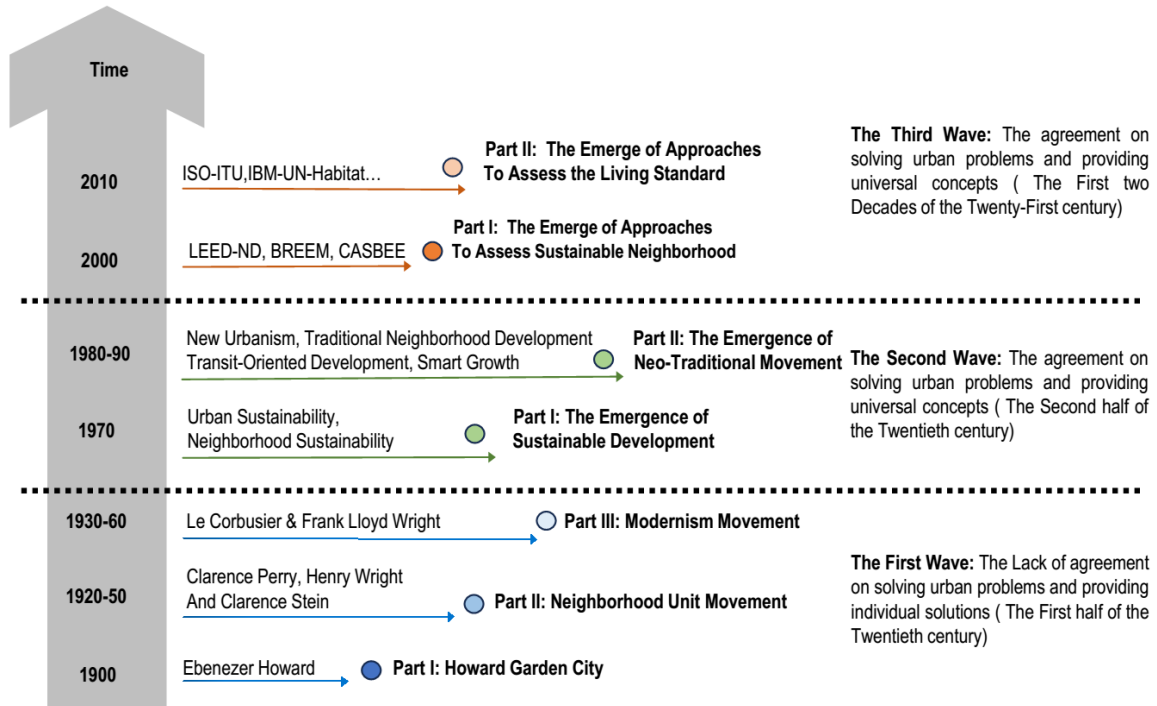 Time
2010
ISO-ITU,IBM-UN-Habitat…
Part II:  The Emerge of Approaches
To Assess the Living Standard
The Third Wave: The agreement on
solving urban problems and providing
universal concepts ( The First two
Decades of the Twenty-First century)
2000
LEED-ND, BREEM, CASBEE
Part I:  The Emerge of Approaches
To Assess Sustainable Neighborhood
1980-90
New Urbanism, Traditional Neighborhood Development
Transit-Oriented Development, Smart Growth
Part II: The Emergence of
Neo-Traditional Movement
The Second Wave: The agreement on
solving urban problems and providing
universal concepts ( The Second half of
the Twentieth century)
1970
Urban Sustainability,
Neighborhood Sustainability
Part I: The Emergence of
Sustainable Development
1930-60
Le Corbusier & Frank Lloyd Wright
Part III: Modernism Movement
The First Wave: The Lack of agreement
on solving urban problems and providing
individual solutions ( The First half of the
Twentieth century)
1920-50
Clarence Perry, Henry Wright
And Clarence Stein
Part II: Neighborhood Unit Movement
1900
Ebenezer Howard
Part I: Howard Garden City